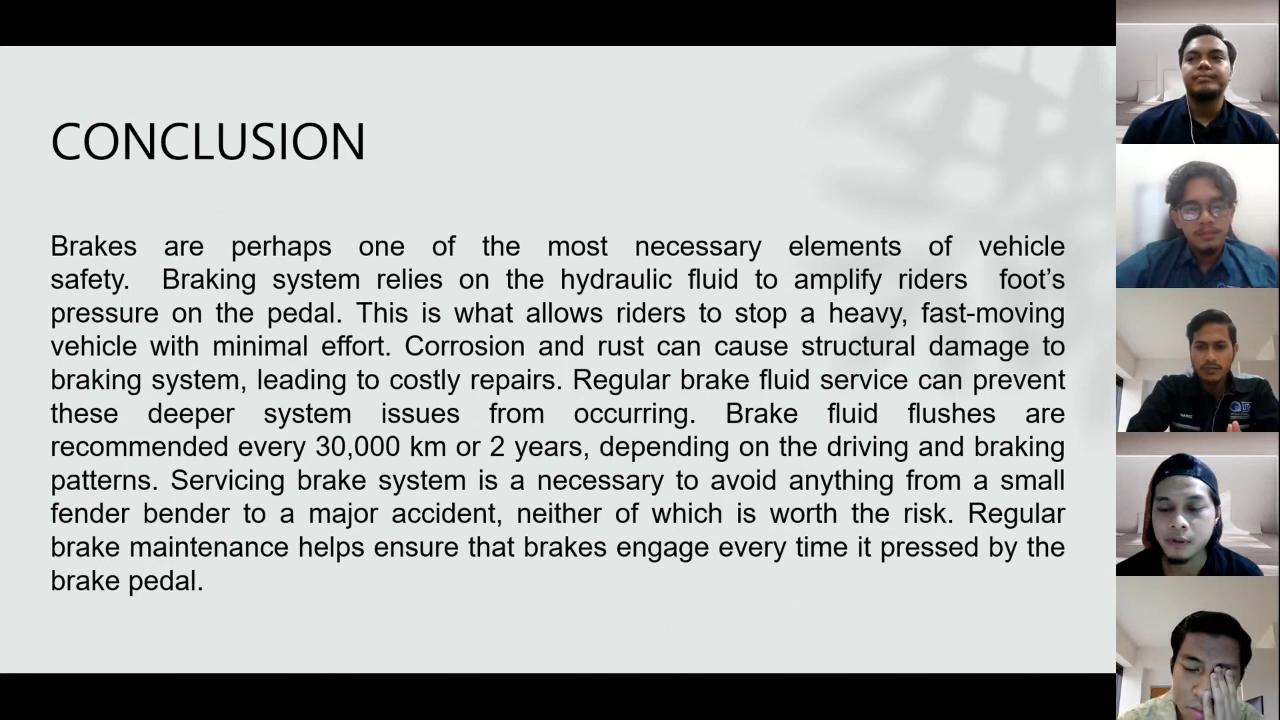 CONCLUSION
Brakes are perhaps one of the most necessary elements of vehicle
safety. Braking system relies on the hydraulic fluid to amplify riders foot’s
pressure on the pedal. This is what allows riders to stop a heavy, fast-moving
vehicle with minimal effort. Corrosion and rust can cause structural damage to
braking system, leading to costly repairs. Regular brake fluid service can prevent
these deeper system issues from occurring. Brake fluid flushes are
recommended every 30,000 km or 2 years, depending on the driving and braking
patterns. Servicing brake system is a necessary to avoid anything from a small
fender bender to a major accident, neither of which is worth the risk. Regular
brake maintenance helps ensure that brakes engage every time it pressed by the
brake pedal.